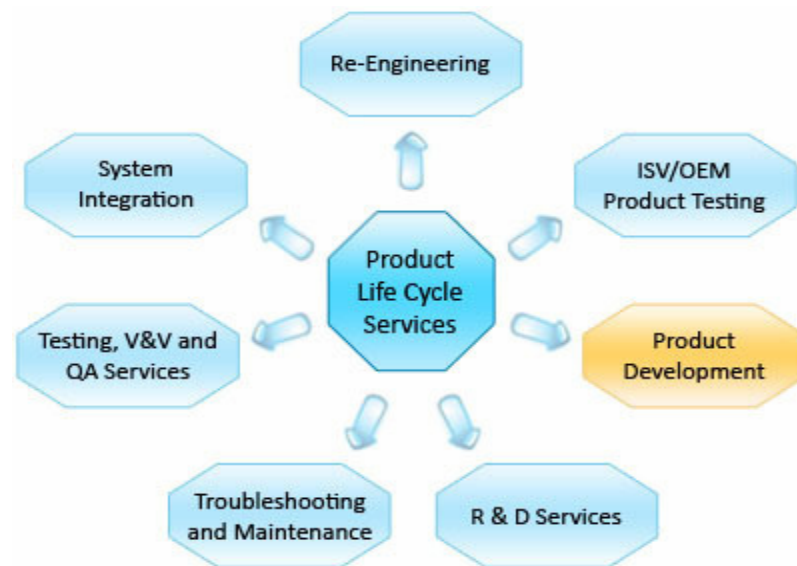 Re-Engineering
System
Integration
ISV/OEM
Product Testing
Product
Life Cycle
Services
Testing, V&V and
QA Services
Product
Development
Troubleshooting
and Maintenance
R & D Services